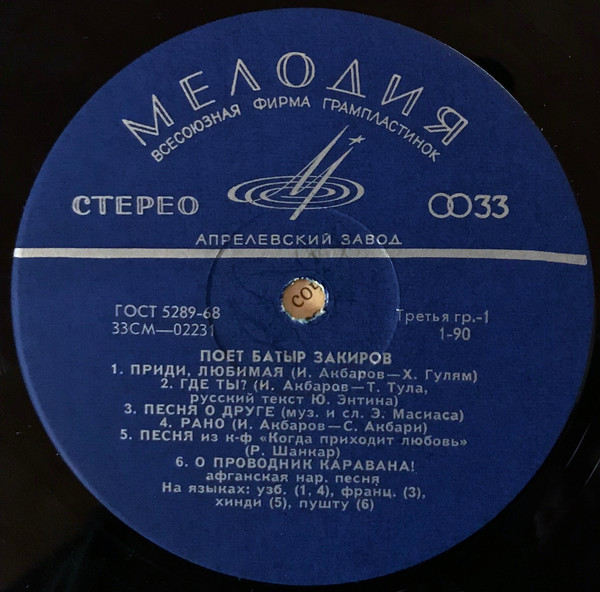 МЕЛОДИЯ
ВСЕСОЮЗНАЯ ФИРМА ГРАМПЛАСТИНОК
СТЕРЕО
33
АПРЕЛЕВСКИЙ ЗАВОД
СОЧ
ГОСТ 5289-68
33СМ—02231
Третья гр.-1
1-90
ПОЕТ БАТЫР ЗАКИРОВ
1. ПРИДИ, ЛЮБИМАЯ (И. Акбаров—Х. Гулям)
2. ГДЕ ТЫ? (И. Акбаров—Т. Тула,
русский текст Ю. Энтина)
3. ПЕСНЯ О ДРУГЕ (муз. и сл. Э. Масиаса)
4. РАНО (И. Акбаров—С. Акбари)
5. ПЕСНЯ из к-ф «Когда приходит любовь»
(Р. Шанкар)
6. О ПРОВОДНИК КАРАВАНА!
афганская нар. песня
На языках: узб. (1, 4), франц. (3),
хинди (5), пушту (6)